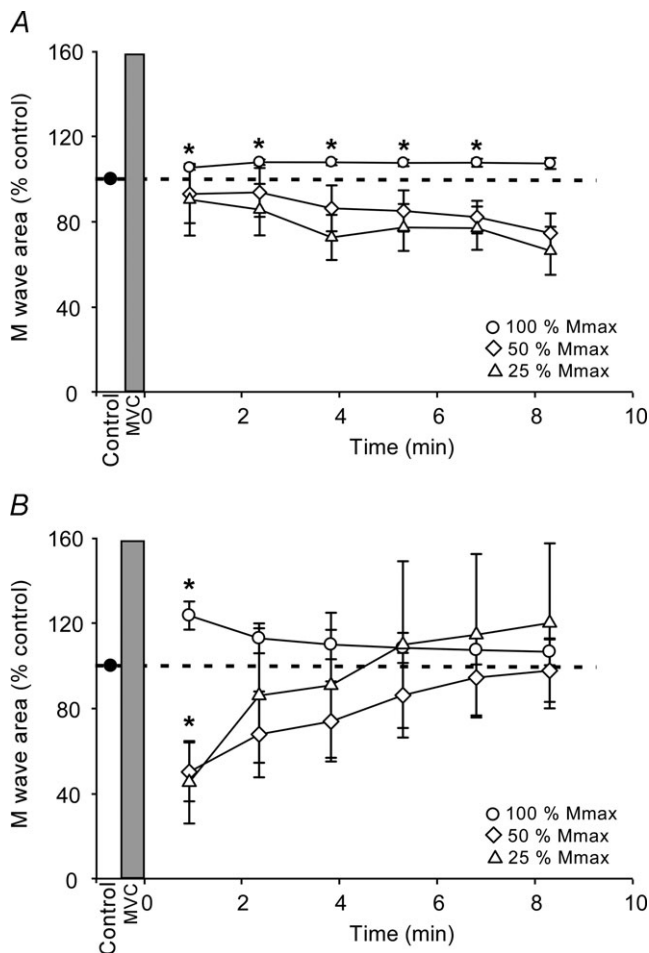 A
M wave area (% control)
160
120
80
40
0
* * * * *
100 % Mmax
50 % Mmax
25 % Mmax
Control
MVC
0 2 4 6 8 10
Time (min)
B
M wave area (% control)
160
120
80
40
0
*
*
100 % Mmax
50 % Mmax
25 % Mmax
Control
MVC
0 2 4 6 8 10
Time (min)